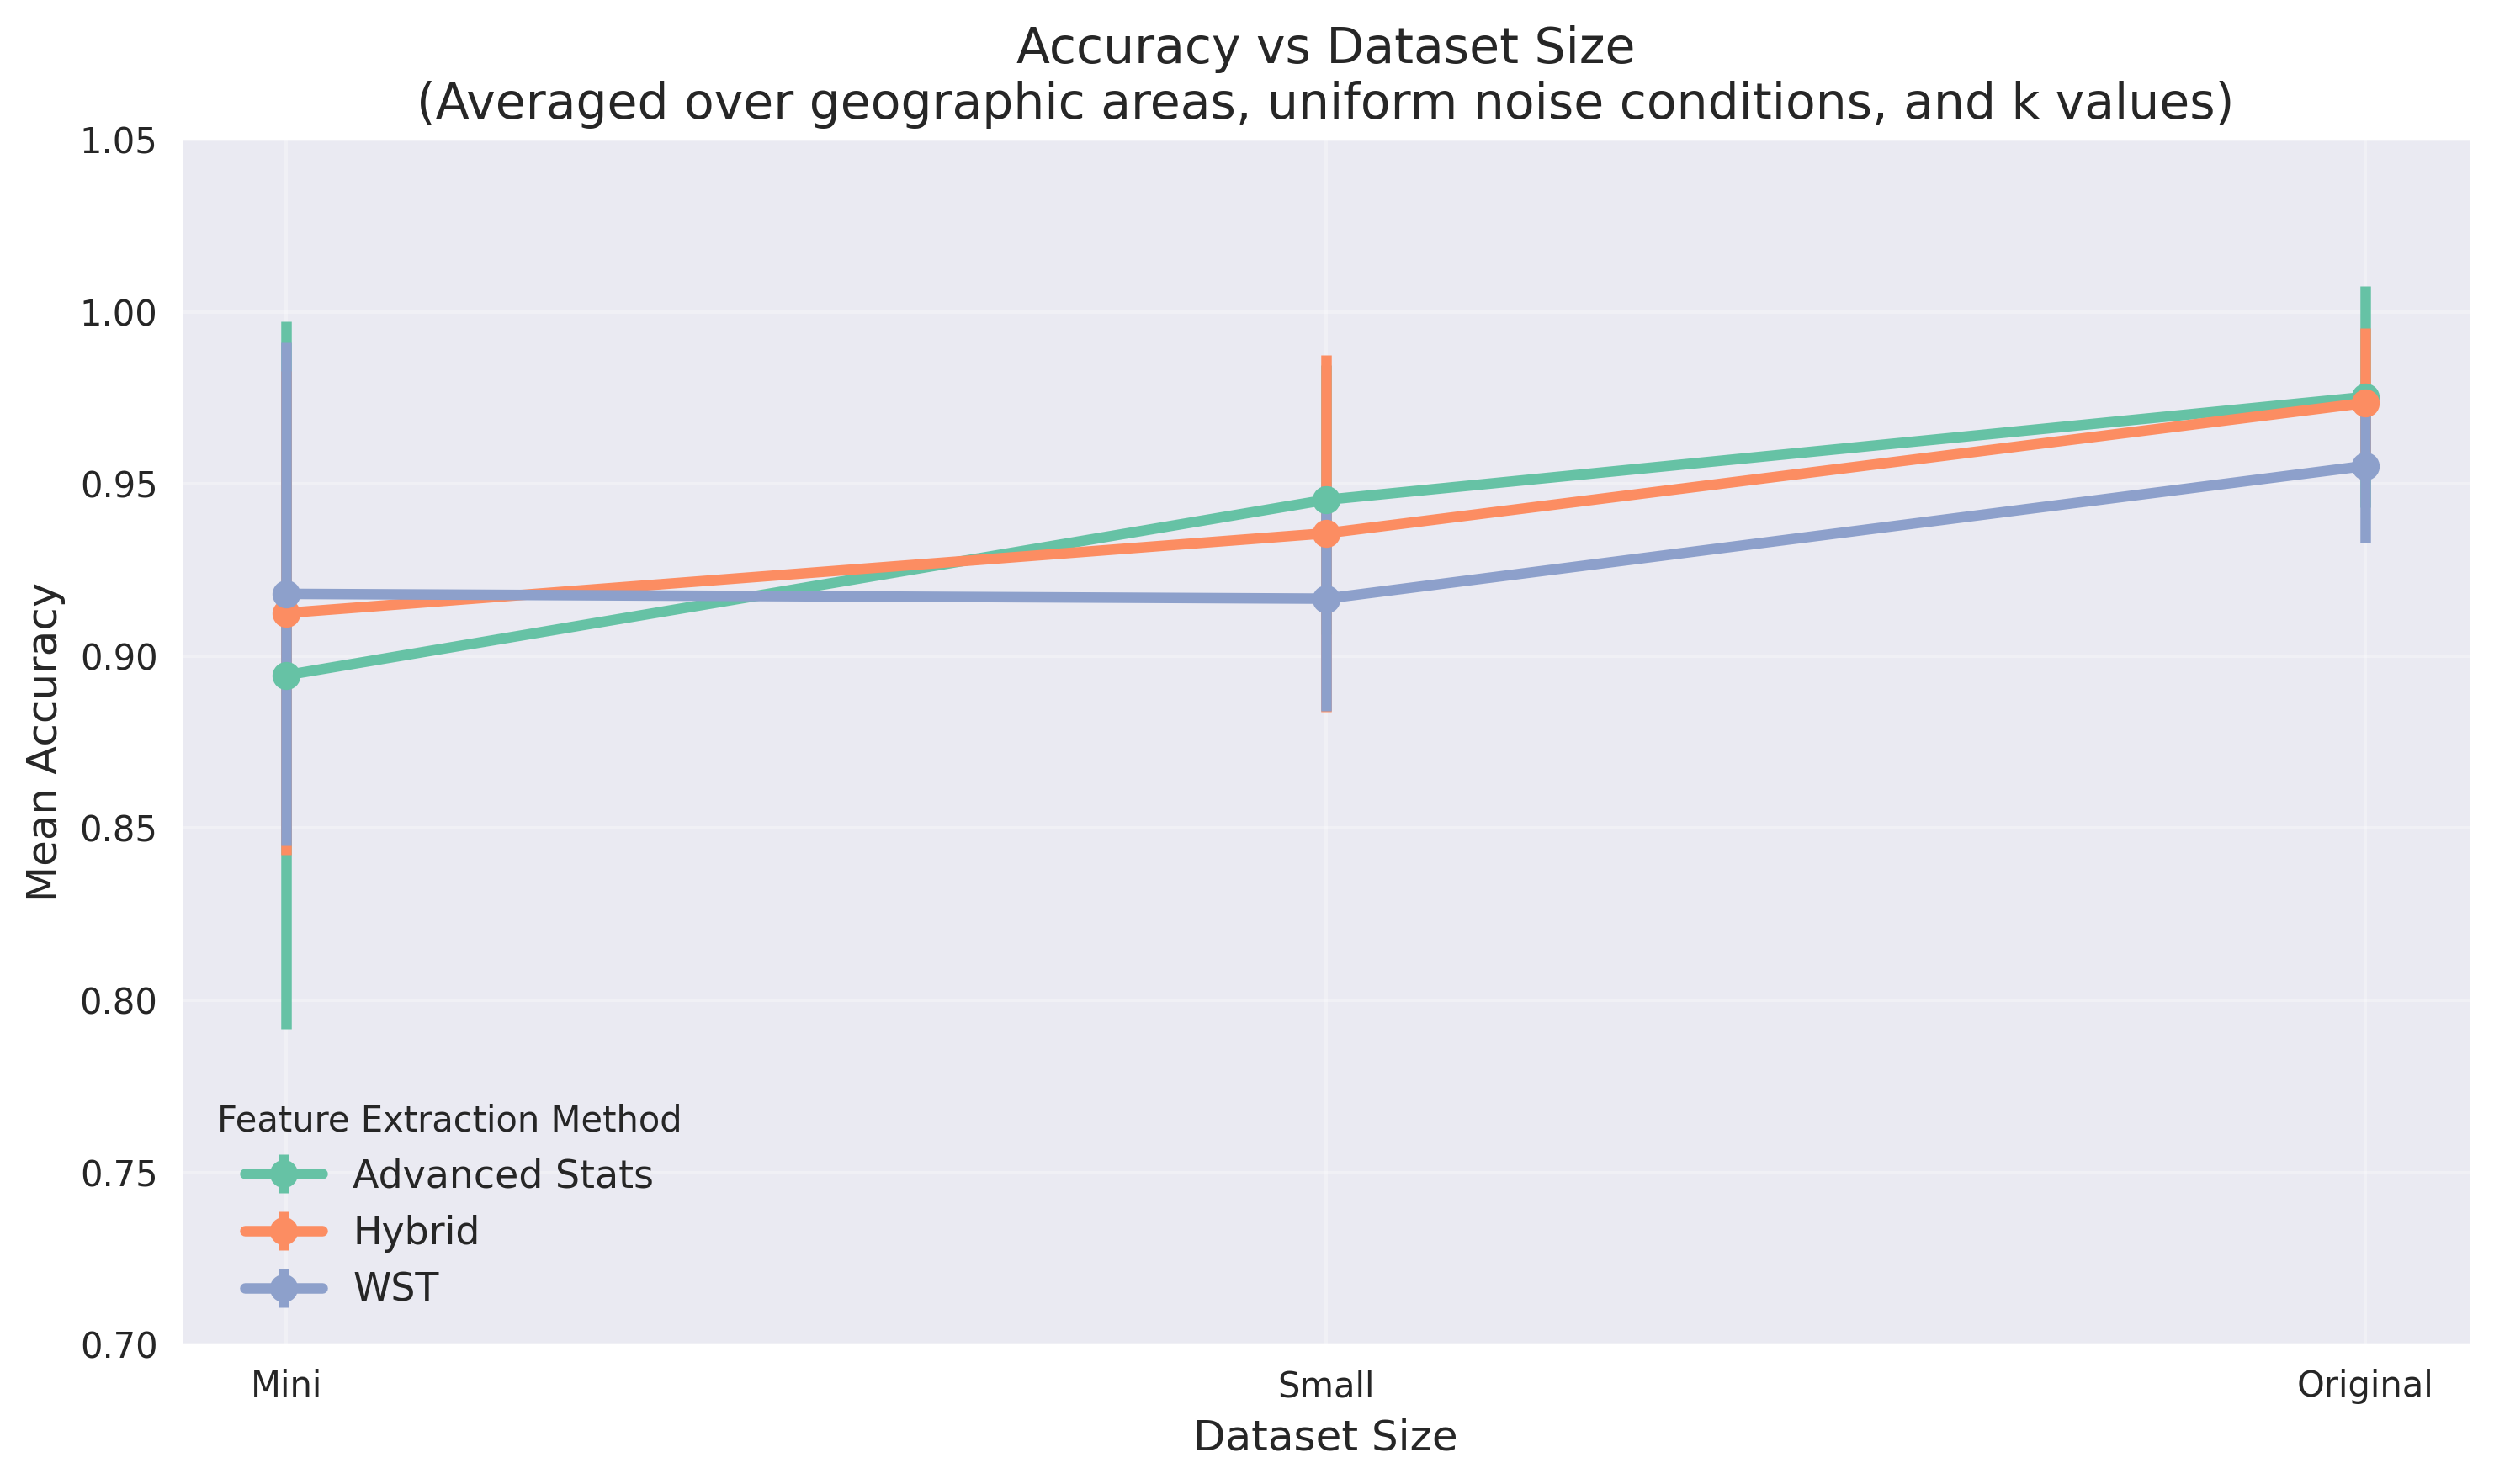 Accuracy vs Dataset Size
(Averaged over geographic areas, uniform noise conditions, and k values)
Mean Accuracy
1.05
1.00
0.95
0.90
0.85
0.80
0.75
0.70
Feature Extraction Method
Advanced Stats
Hybrid
WST
Mini
Small
Original
Dataset Size